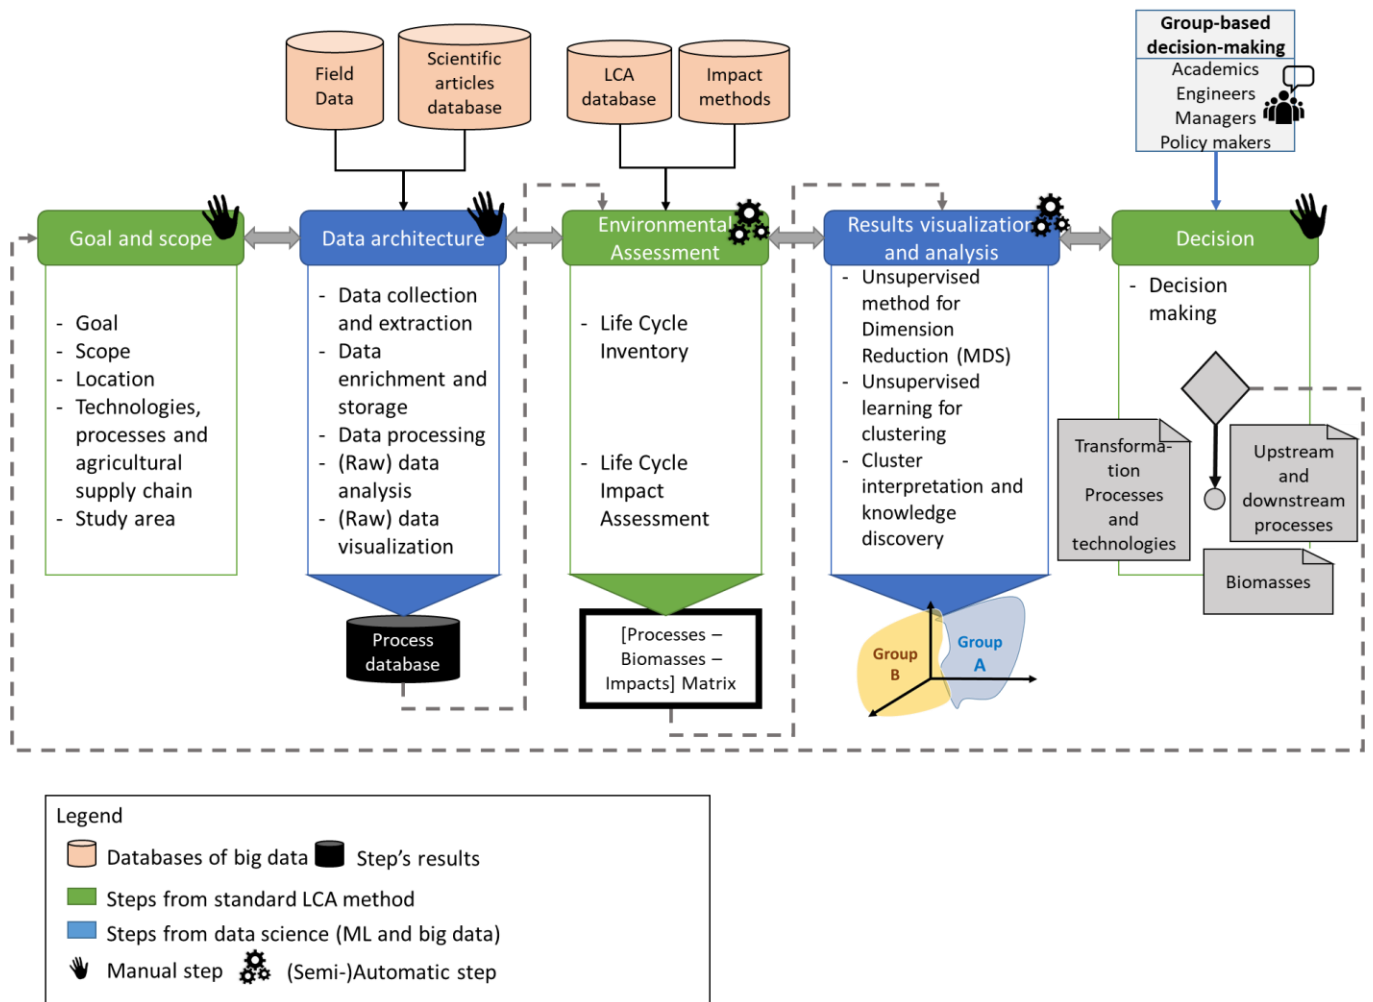 Group-based
decision-making
Academics
Engineers
Managers
Policy makers
Field
Data
Scientific
articles
database
LCA
database
Impact
methods
Goal and scope
Data architecture
Environmental
Assessment
Results visualization
and analysis
Decision
- Goal
- Scope
- Location
- Technologies,
processes and
agricultural
supply chain
- Study area
- Data collection
and extraction
- Data
enrichment and
storage
- Data processing
- (Raw) data
analysis
- (Raw) data
visualization
- Life Cycle
Inventory
- Life Cycle
Impact
Assessment
- Unsupervised
method for
Dimension
Reduction (MDS)
- Unsupervised
learning for
clustering
- Cluster
interpretation and
knowledge
discovery
- Decision
making
Transforma-
tion
Processes
and
technologies
Upstream
and
downstream
processes
Biomasses
Process
database
[Processes –
Biomasses –
Impacts] Matrix
Group
B
Group
A
Legend
Databases of big data
Step's results
Steps from standard LCA method
Steps from data science (ML and big data)
Manual step
(Semi-)Automatic step